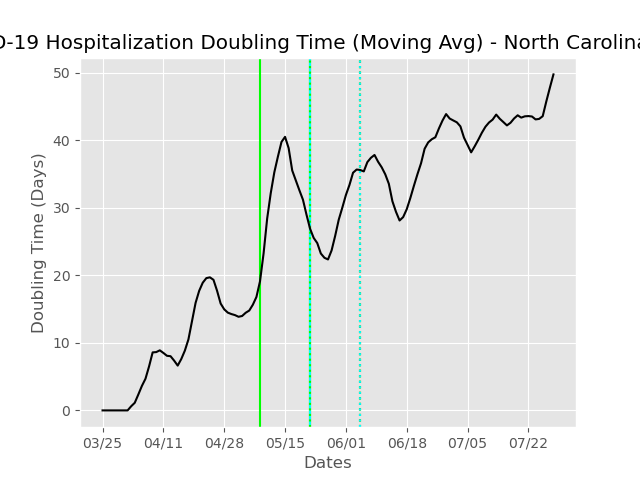 D-19 Hospitalization Doubling Time (Moving Avg) - North Carolina
50
40
30
20
10
0
Doubling Time (Days)
03/25 04/11 04/28 05/15 06/01 06/18 07/05 07/22
Dates